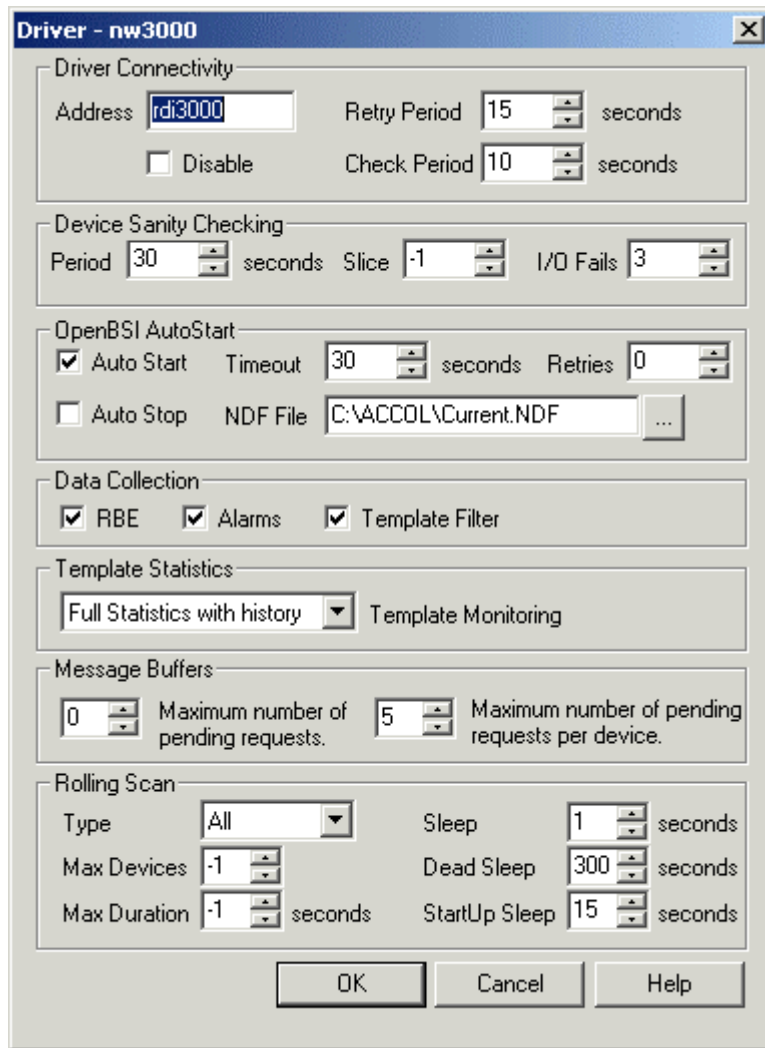 Driver - nw3000
Driver Connectivity
Address rdi3000 Retry Period 15 seconds
Disable Check Period 10 seconds
Device Sanity Checking
Period 30 seconds Slice -1 I/O Fails 3
OpenBSI AutoStart
Auto Start Timeout 30 seconds Retries 0
Auto Stop NDF File C:\ACCOL\Current.NDF ...
Data Collection
RBE Alarms Template Filter
Template Statistics
Full Statistics with history Template Monitoring
Message Buffers
0 Maximum number of pending requests. 5 Maximum number of pending requests per device.
Rolling Scan
Type All Sleep 1 seconds
Max Devices -1 Dead Sleep 300 seconds
Max Duration -1 seconds StartUp Sleep 15 seconds
OK Cancel Help